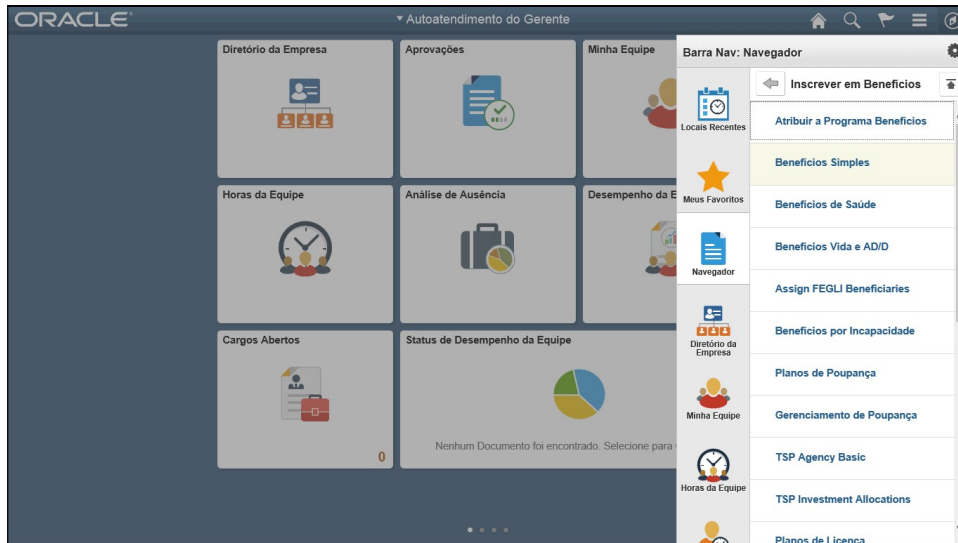 ORACLE
Autoatendimento do Gerente
Diretório da Empresa
Aprovações
Minha Equipe
Horas da Equipe
Análise de Ausência
Desempenho da E
Cargos Abertos
0
Status de Desempenho da Equipe
Nenhum Documento foi encontrado. Selecione para
Barra Nav: Navegador
Locais Recentes
Meus Favoritos
Navegador
Diretório da
Empresa
Minha Equipe
Horas da Equipe
Inscrever em Benefícios
Atribuir a Programa Benefícios
Benefícios Simples
Benefícios de Saúde
Benefícios Vida e AD/D
Assign FEGLI Beneficiaries
Benefícios por Incapacidade
Planos de Poupança
Gerenciamento de Poupança
TSP Agency Basic
TSP Investment Allocations
Planos de Licença